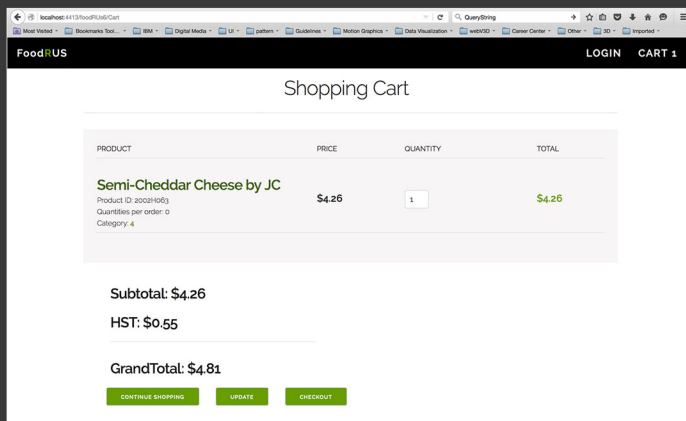 localhost:4413/foodRUs6/Cart
QueryString
Most Visited
Bookmarks Tool...
IBM
Digital Media
UI
pattern
Guidelines
Motion Graphics
Data Visualization
webVSD
Career Center
Other
3D
Imported
FoodRUS
LOGIN
CART 1
Shopping Cart
PRODUCT PRICE QUANTITY TOTAL
Semi-Cheddar Cheese by JC
Product ID: 2002H063
Quantities per order: 0
Category: 4
$4.26
1
$4.26
Subtotal: $4.26
HST: $0.55
GrandTotal: $4.81
CONTINUE SHOPPING
UPDATE
CHECKOUT